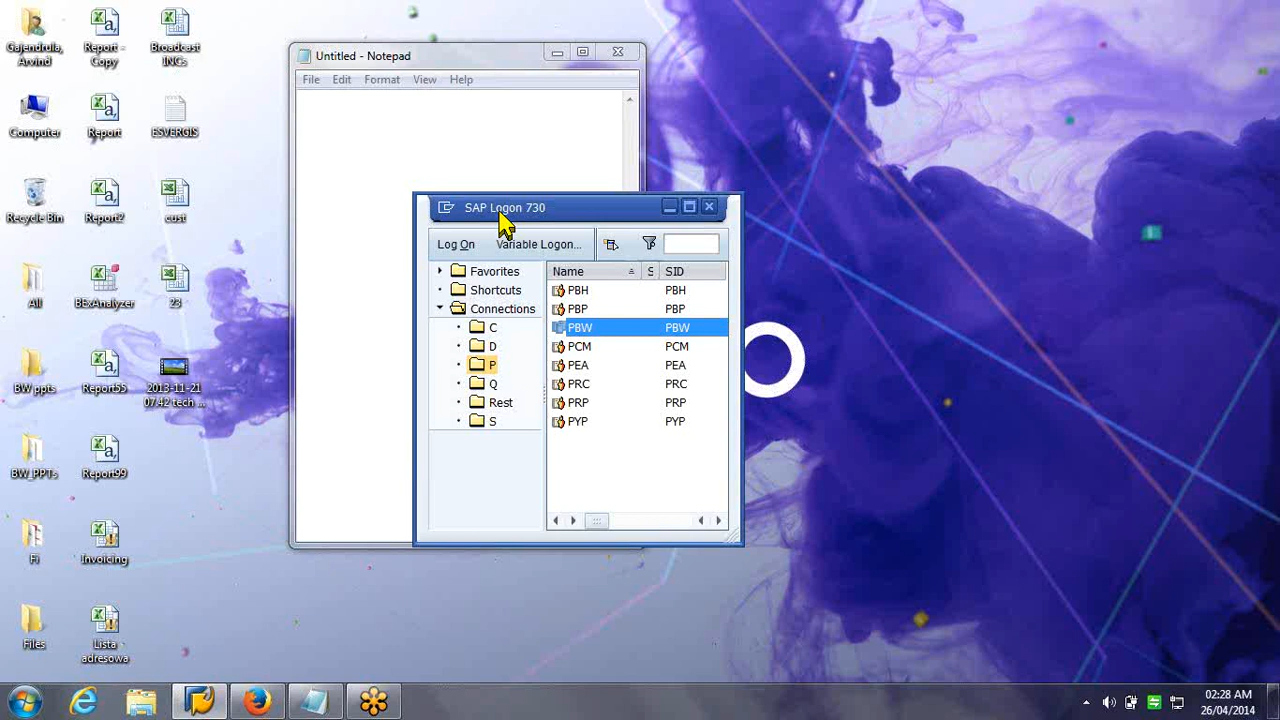 Gajendrula,
Arvind
Report -
Copy
Broadcast
INCs
Computer
Report
ESVERGIS
Recycle Bin
Report2
cust
All
BExAnalyzer
23
BW ppts
Report55
2013-11-21
07.42 tech ...
BW_PPTs
Report99
Fi
Invoicing
Files
Lista
adresowa
Untitled - Notepad
File Edit Format View Help
SAP Logon 730
Log On Variable Logon...
Favorites
Shortcuts
Connections
C
D
P
Q
Rest
S
Name S SID
PBH PBH
PBP PBP
PBW PBW
PCM PCM
PEA PEA
PRC PRC
PRP PRP
PYP PYP
02:28 AM
26/04/2014